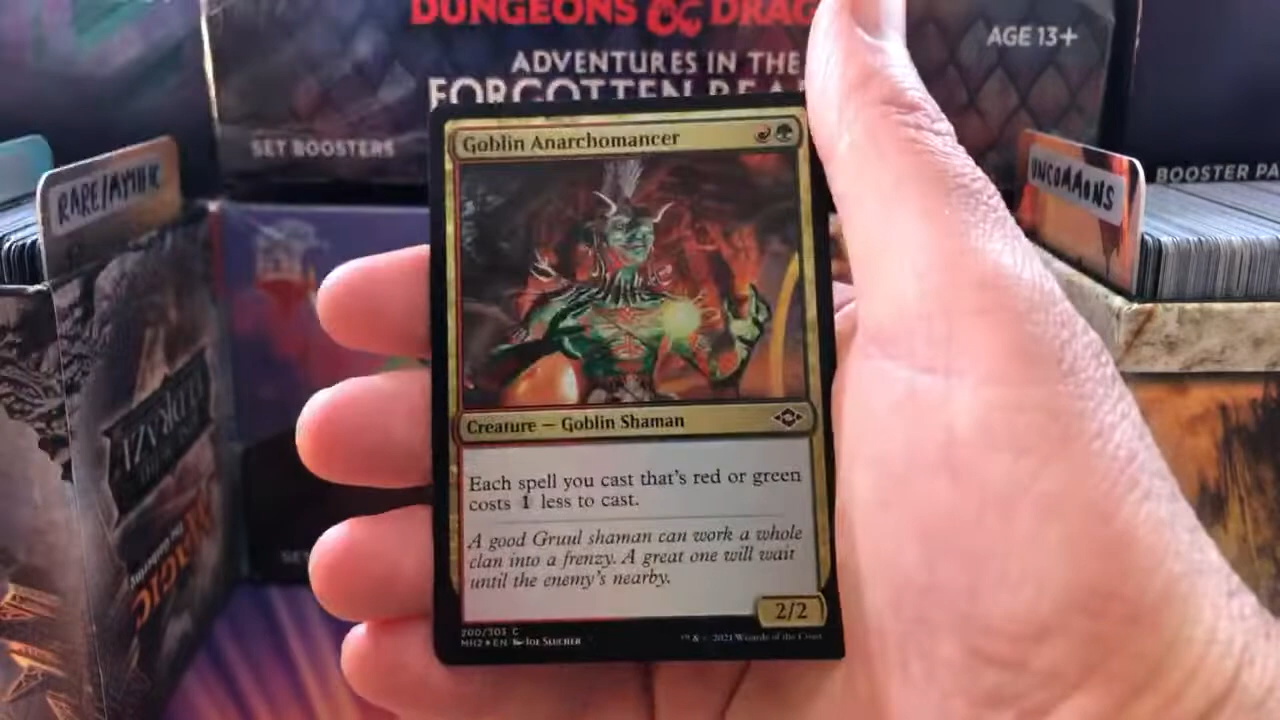 DUNGEONS & DRAG
AGE 13+
ADVENTURES IN THE
FORGOTTEN REA
SET BOOSTERS
BOOSTER PA
RARE/MYTHIC
UNCOMMONS
Goblin Anarchomancer
Creature — Goblin Shaman
Each spell you cast that's red or green
costs 1 less to cast.
A good Gruul shaman can work a whole
clan into a frenzy. A great one will wait
until the enemy's nearby.
2/2
200/303 C
MH2 ★ EN Joe Slucher
™ & © 2021 Wizards of the Coast
MAGIC